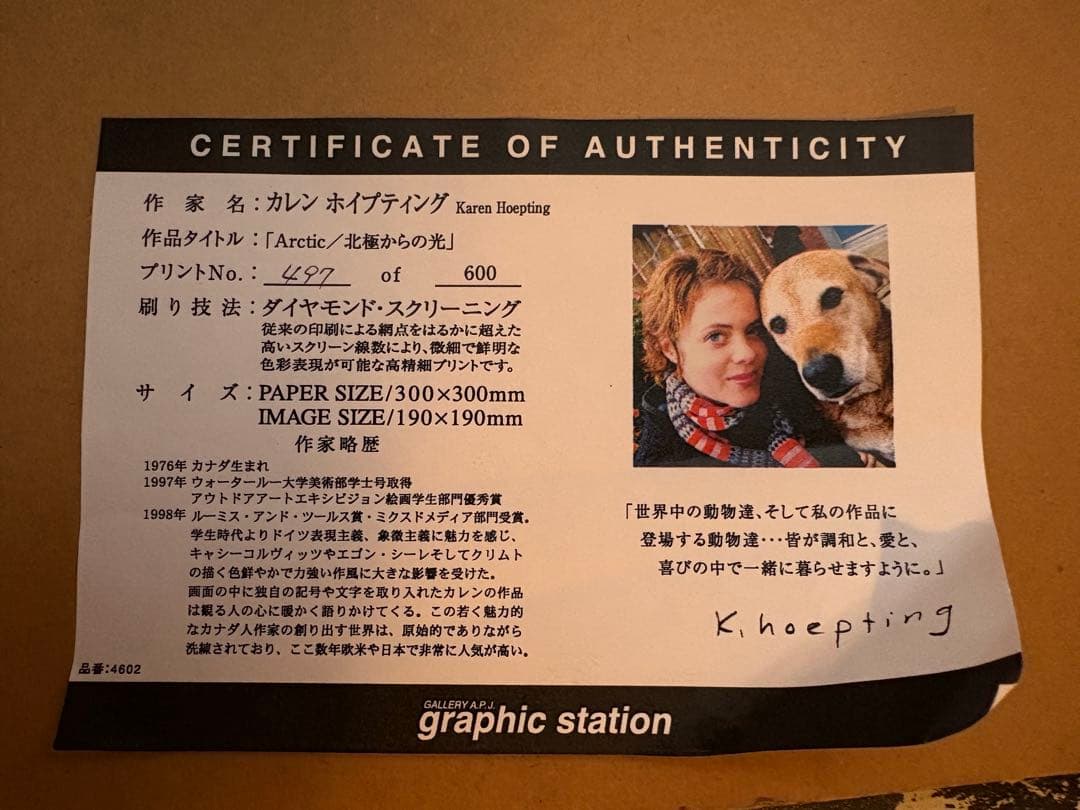 CERTIFICATE OF AUTHENTICITY
作家名：カレン ホイプティング Karen Hoepting
作品タイトル：「Arctic／北極からの光」
プリントNo.： 497 of 600
刷り技法：ダイヤモンド・スクリーニング
従来の印刷による網点をはるかに超えた
高いスクリーン線数により、微細で鮮明な
色彩表現が可能な高精細プリントです。
サイズ：PAPER SIZE/300×300mm
IMAGE SIZE/190×190mm
作家略歴
1976年 カナダ生まれ
1997年 ウォータールー大学美術部学士号取得
アウトドアアートエキシビジョン絵画学生部門優秀賞
1998年 ルーミス・アンド・ツールス賞・ミクスドメディア部門受賞。
学生時代よりドイツ表現主義、象徴主義に魅力を感じ、
キャシーコルヴィッツやエゴン・シーレそしてクリムト
の描く色鮮やかで力強い作風に大きな影響を受けた。
画面の中に独自の記号や文字を取り入れたカレンの作品
は観る人の心に暖かく語りかけてくる。この若く魅力的
なカナダ人作家の創り出す世界は、原始的でありながら
洗練されており、ここ数年欧米や日本で非常に人気が高い。
品番：4602
「世界中の動物達、そして私の作品に
登場する動物達・・・皆が調和と、愛と、
喜びの中で一緒に暮らせますように。」
K. hoepting
GALLERY A.P.J.
graphic station